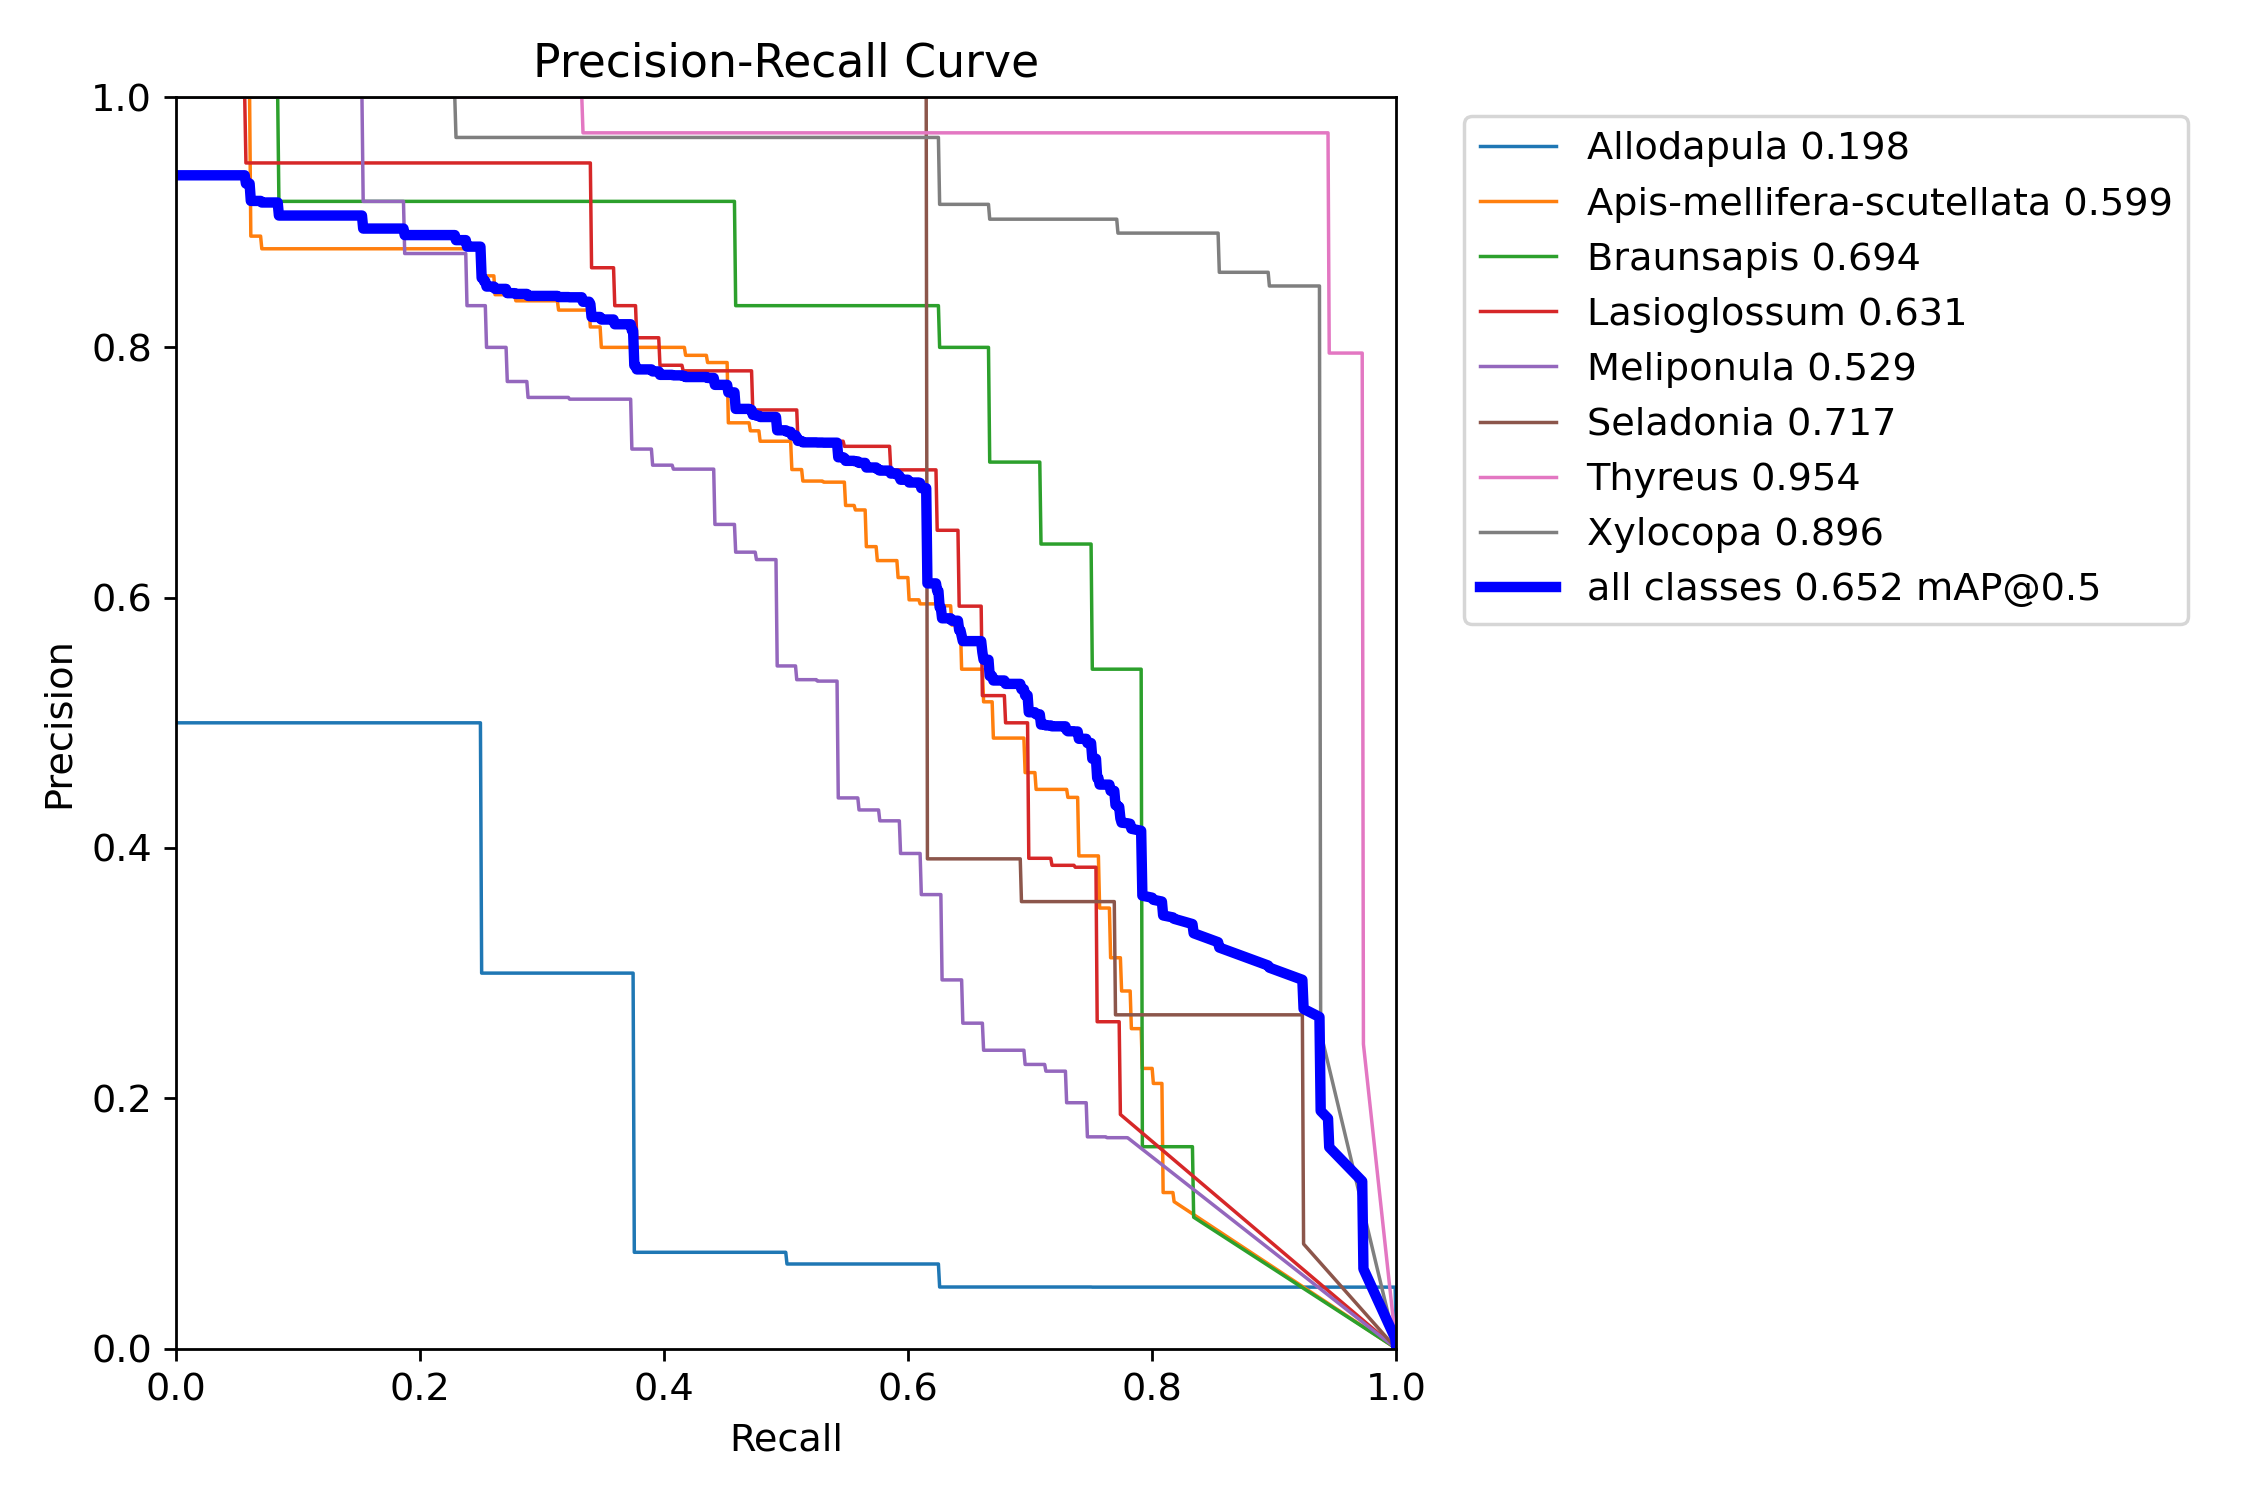 Precision-Recall Curve
1.0
0.8
0.6
0.4
0.2
0.0
Precision
0.0 0.2 0.4 0.6 0.8 1.0
Recall
Allodapula 0.198
Apis-mellifera-scutellata 0.599
Braunsapis 0.694
Lasioglossum 0.631
Meliponula 0.529
Seladonia 0.717
Thyreus 0.954
Xylocopa 0.896
all classes 0.652 mAP@0.5